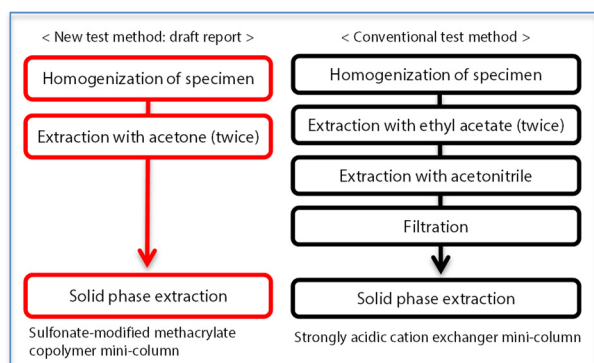 < New test method: draft report >
Homogenization of specimen
Extraction with acetone (twice)
Solid phase extraction
Sulfonate-modified methacrylate
copolymer mini-column
< Conventional test method >
Homogenization of specimen
Extraction with ethyl acetate (twice)
Extraction with acetonitrile
Filtration
Solid phase extraction
Strongly acidic cation exchanger mini-column